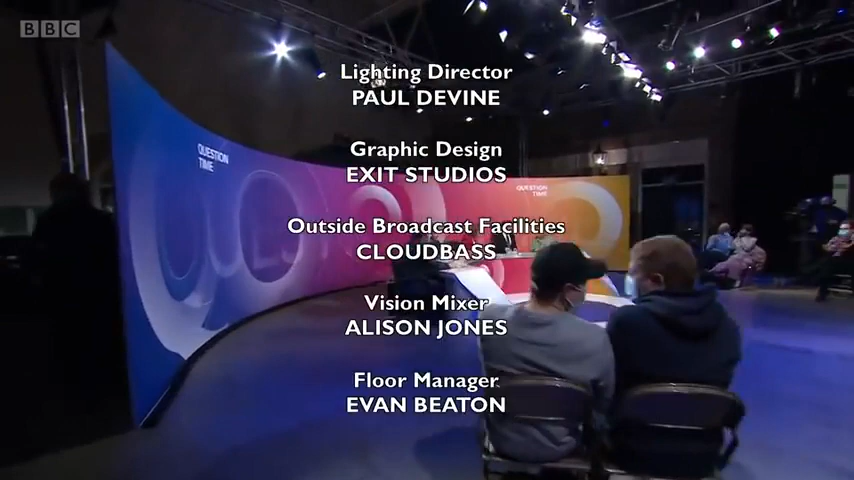 BBC
Lighting Director
PAUL DEVINE
Graphic Design
EXIT STUDIOS
Outside Broadcast Facilities
CLOUDBASS
Vision Mixer
ALISON JONES
Floor Manager
EVAN BEATON
QUESTION
TIME
QUESTION
TIME